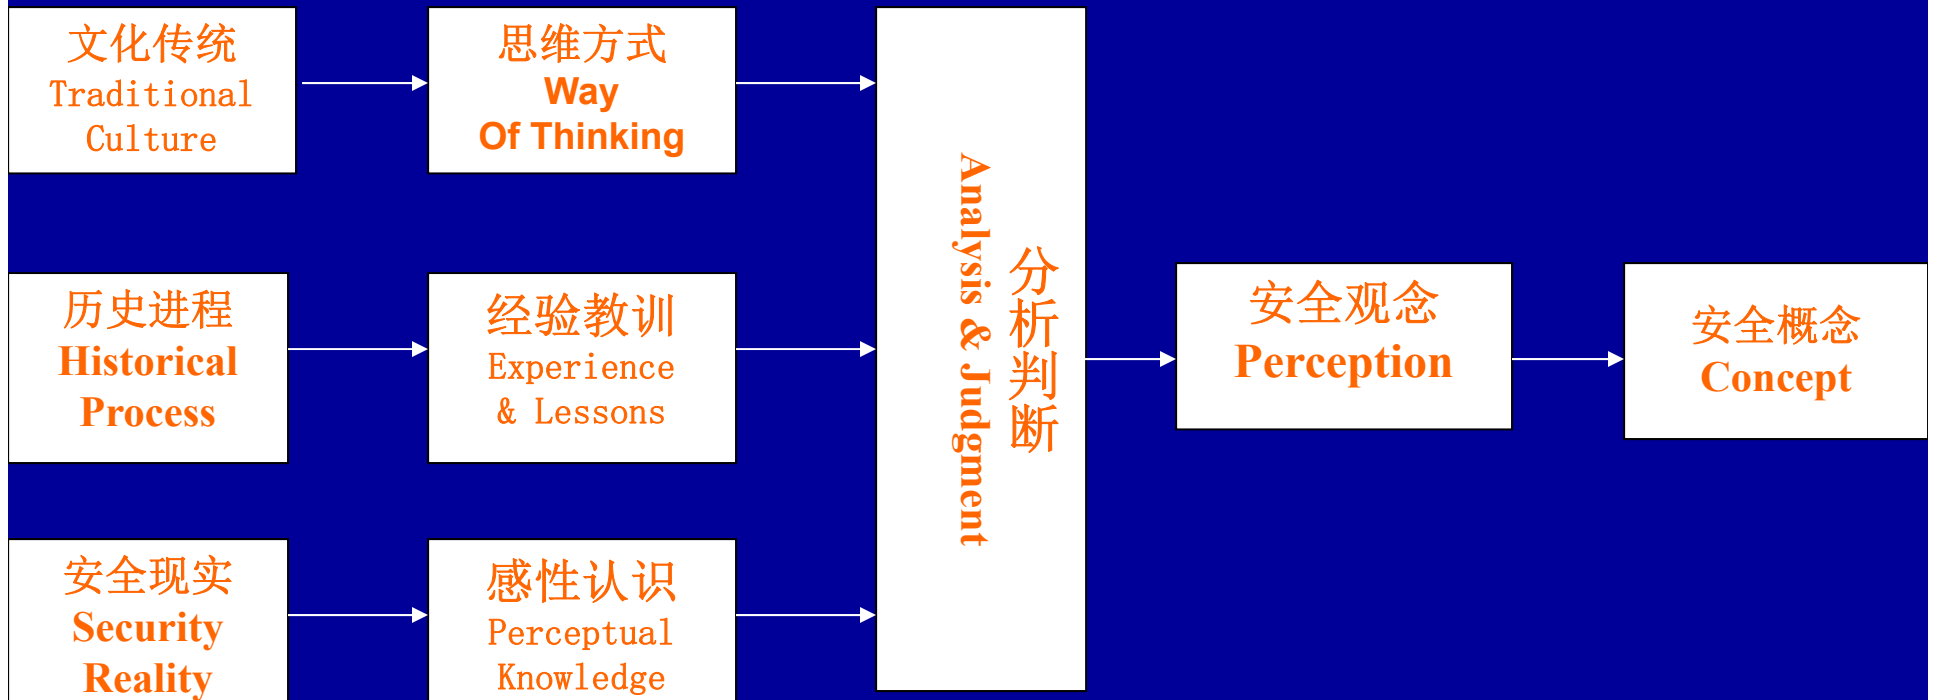 文化传统
Traditional
Culture
思维方式
Way
Of Thinking
历史进程
Historical
Process
经验教训
Experience
& Lessons
安全现实
Security
Reality
感性认识
Perceptual
Knowledge
分析判断
Analysis & Judgment
安全观念
Perception
安全概念
Concept